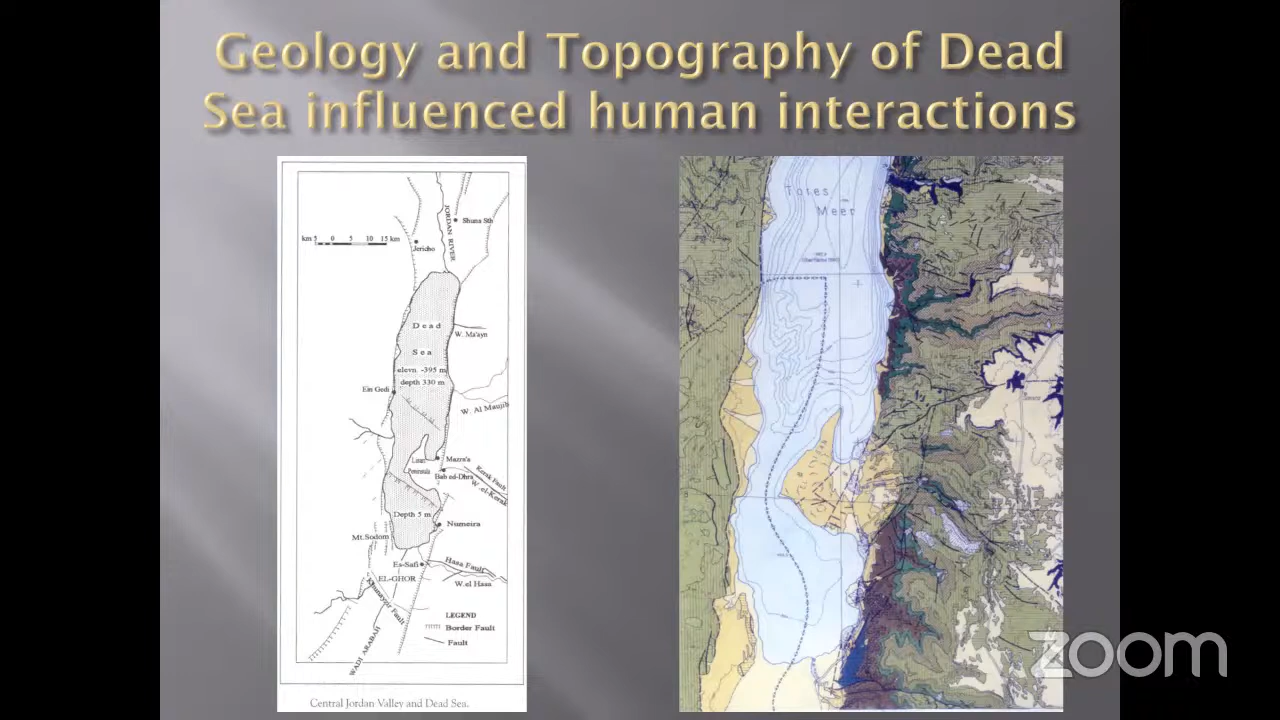 Geology and Topography of Dead
Sea influenced human interactions
JORDAN RIVER
Shuna Sth
km 5 0 5 10 15 km
Jericho
Dead
Sea
W. Ma'ayn
elevn. -395 m
depth 330 m
Ein Gedi
W. Al Maujib
Lisan
Peninsula
Mazra'a
Bab ed-Dhra
Kerak Fault
W. el-Kerak
Depth 5 m
Numeira
Mt. Sodom
Es-Safi
Hasa Fault
EL-GHOR
W. el Hasa
Khunayzir Fault
WADI ARABAH
LEGEND
Border Fault
Fault
Central Jordan Valley and Dead Sea.
Totes
Meer
zoom